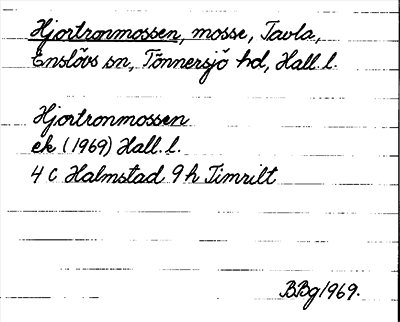 Hjortronmossen, mosse, Tavla,
Enslövs sn, Tönnersjö hd, Hall. l.
Hjortronmossen
ek (1969) Hall. l.
4 C Halmstad 9 h Timrilt
BBg 1969.